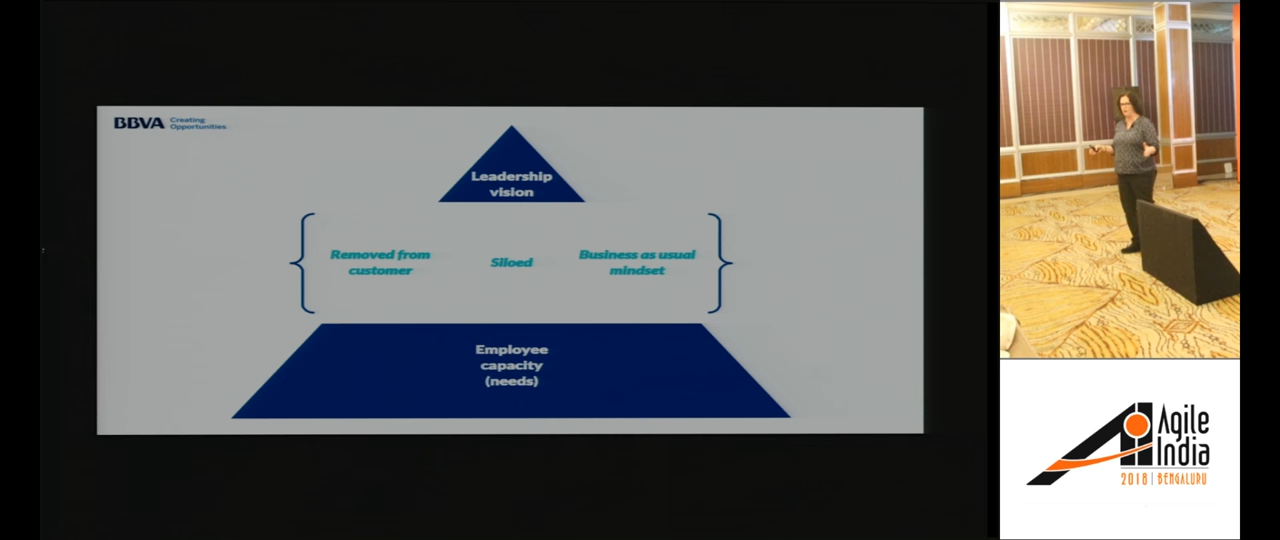 BBVA
Creating
Opportunities
Leadership
vision
Removed from
customer
Siloed
Business as usual
mindset
Employee
capacity
(needs)
Agile
India
2018 | BENGALURU